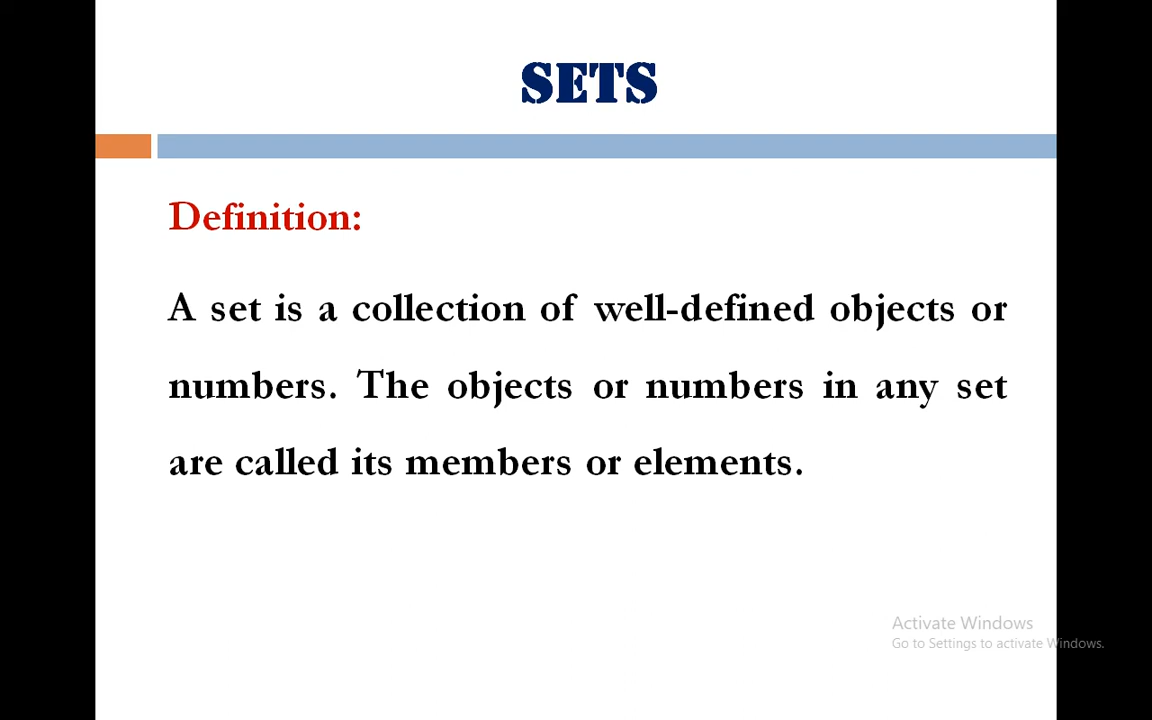 SETS
Definition:
A set is a collection of well-defined objects or
numbers. The objects or numbers in any set
are called its members or elements.
Activate Windows
Go to Settings to activate Windows.